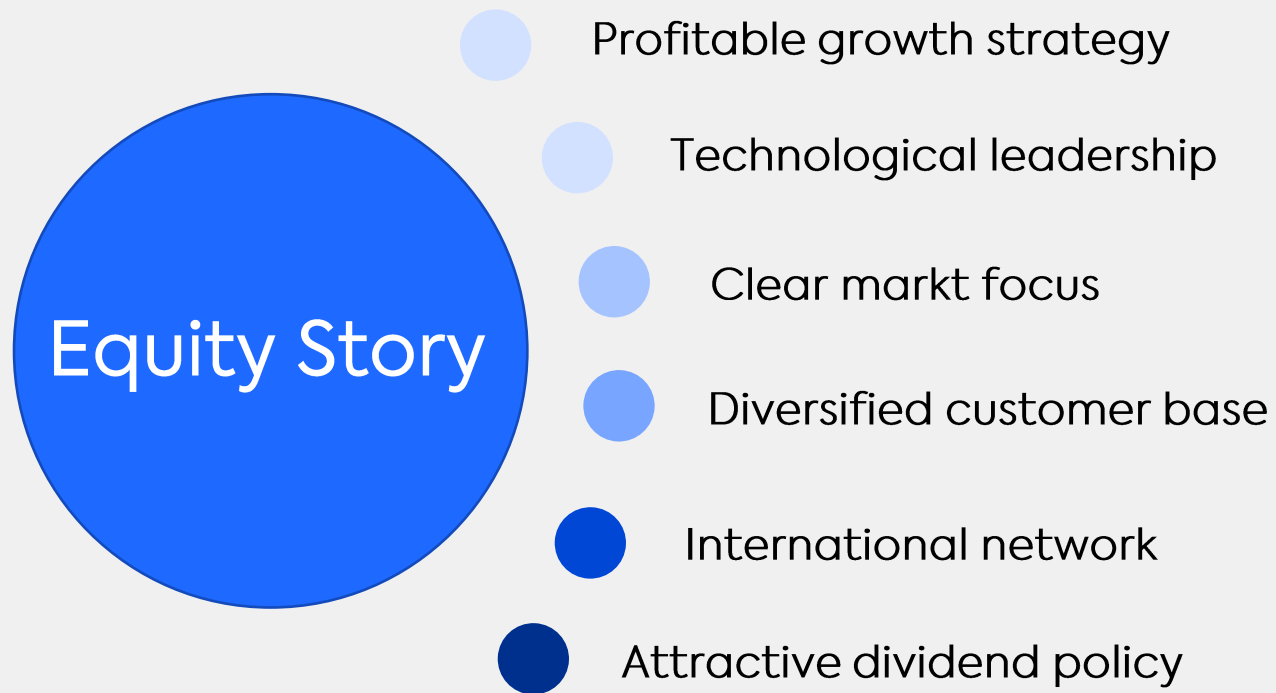 Profitable growth strategy
Technological leadership
Clear markt focus
Equity Story
Diversified customer base
International network
Attractive dividend policy